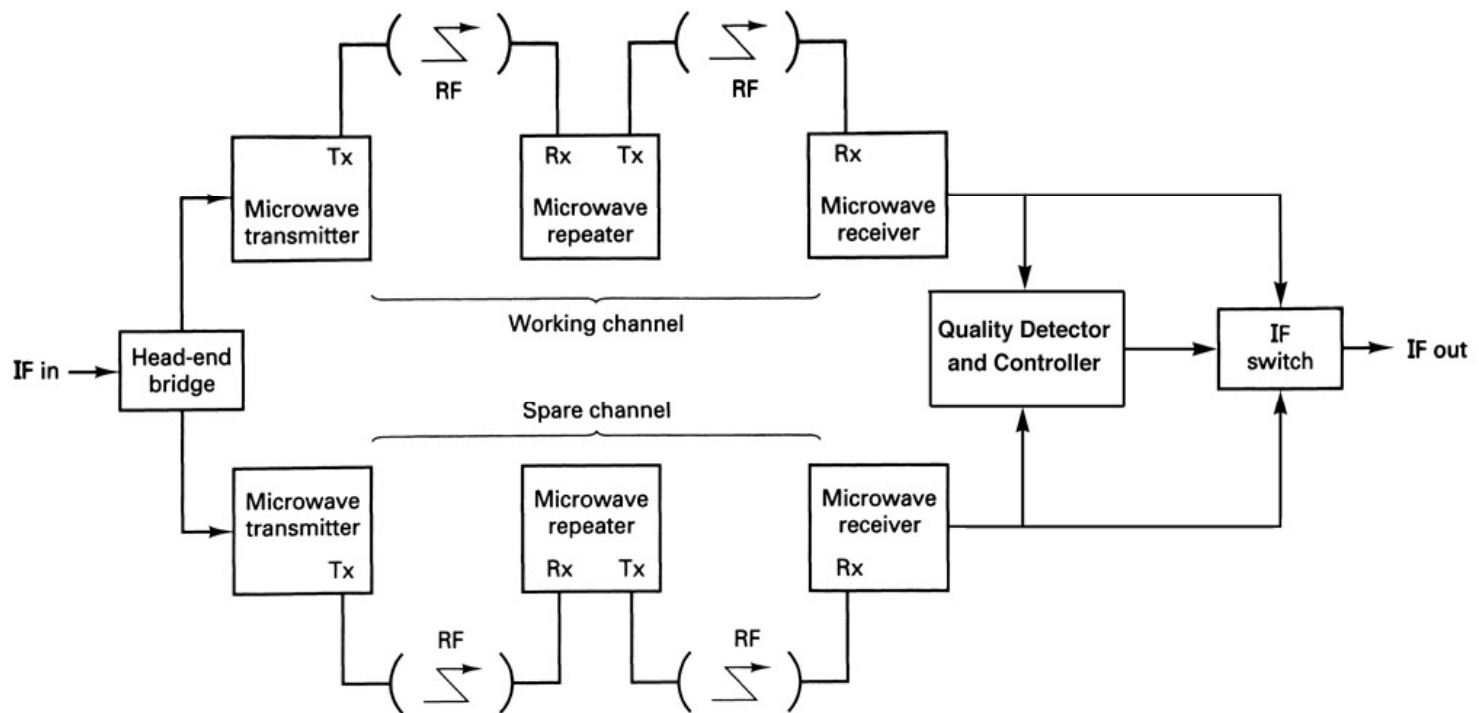 RF
RF
Tx
Microwave
transmitter
Rx Tx
Microwave
repeater
Rx
Microwave
receiver
Working channel
IF in
Head-end
bridge
Quality Detector
and Controller
IF
switch
IF out
Spare channel
Microwave
transmitter
Tx
Microwave
repeater
Rx Tx
Microwave
receiver
Rx
RF
RF